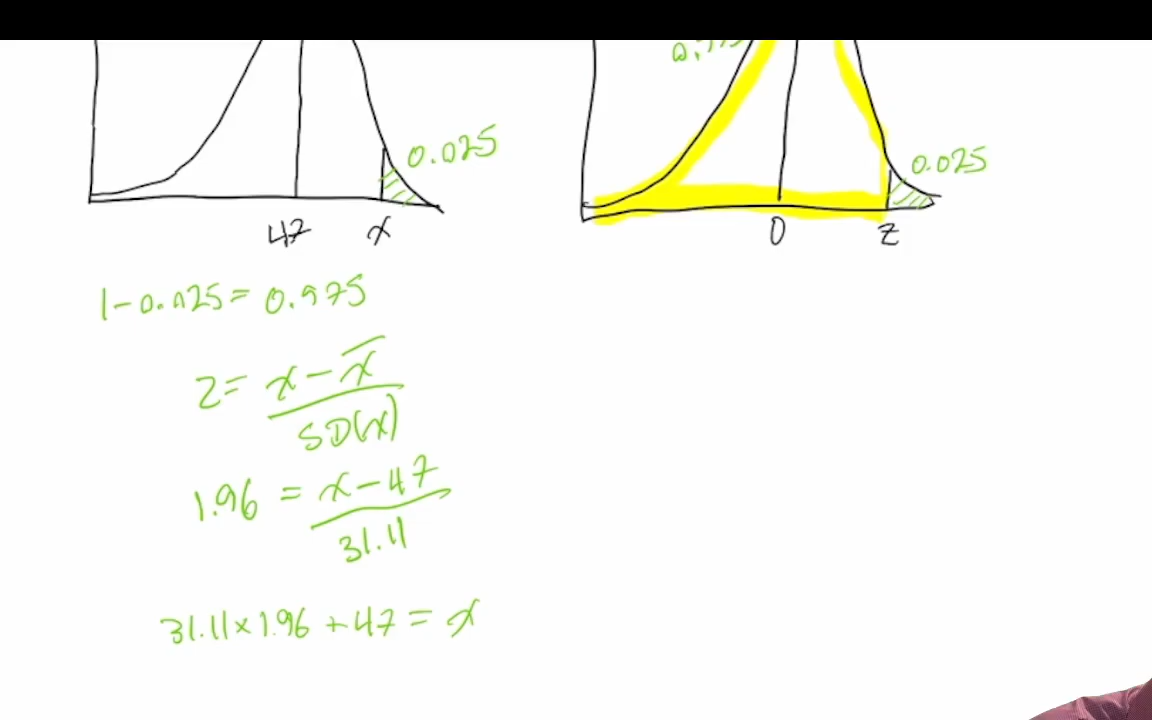 0.025
47 x
0.025
0 z
1-0.025=0.975
z= x-x̄
SD(x)
1.96 = x-47
31.11
31.11×1.96 +47= x